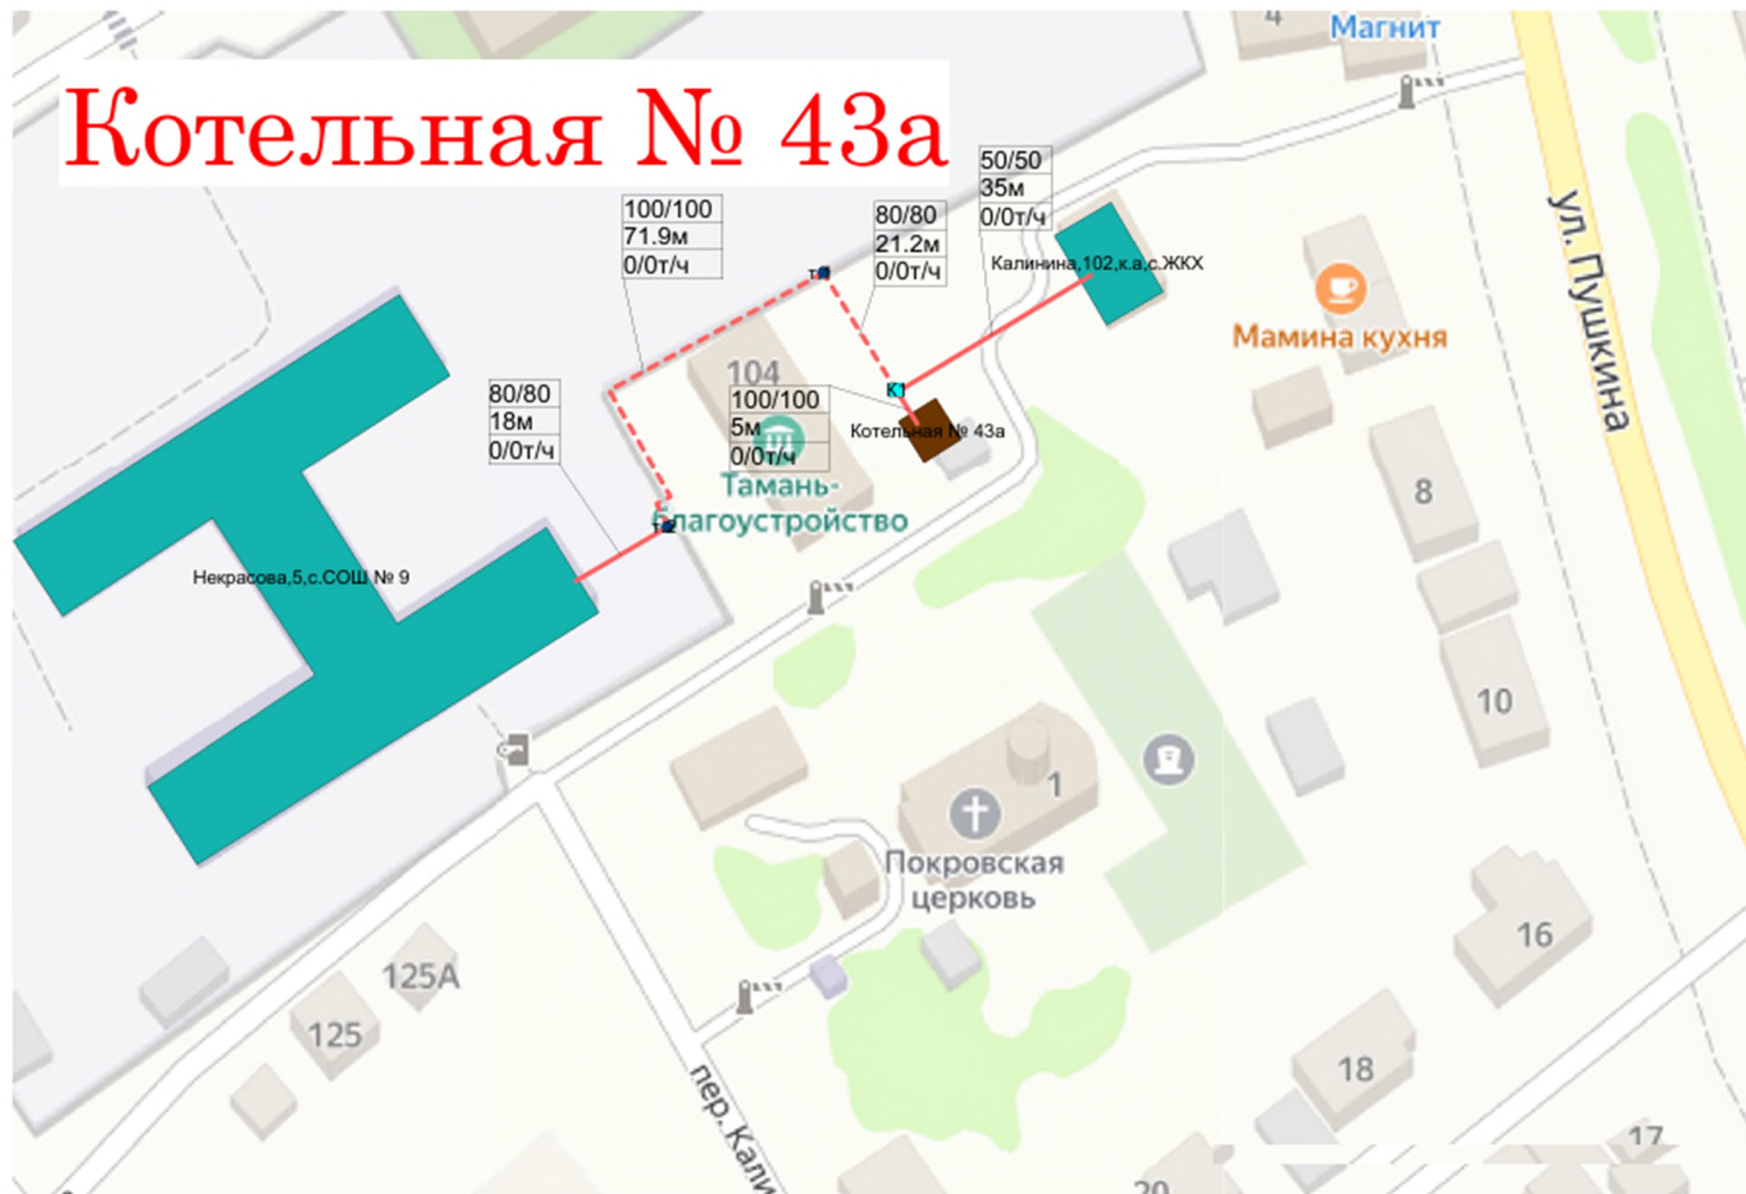 4
Магнит
Котельная № 43а
50/50
35м
0/0т/ч
100/100
71.9м
0/0т/ч
80/80
21.2м
0/0т/ч
ул. Пушкина
Калинина,102,к.а,с.ЖКХ
Мамина кухня
104
80/80
18м
0/0т/ч
К1
100/100
5м
0/0т/ч
Котельная № 43а
Тамань-
благоустройство
8
Некрасова,5,с.СОШ № 9
10
1
Покровская
церковь
16
125А
125
18
пер. Кали
17
20